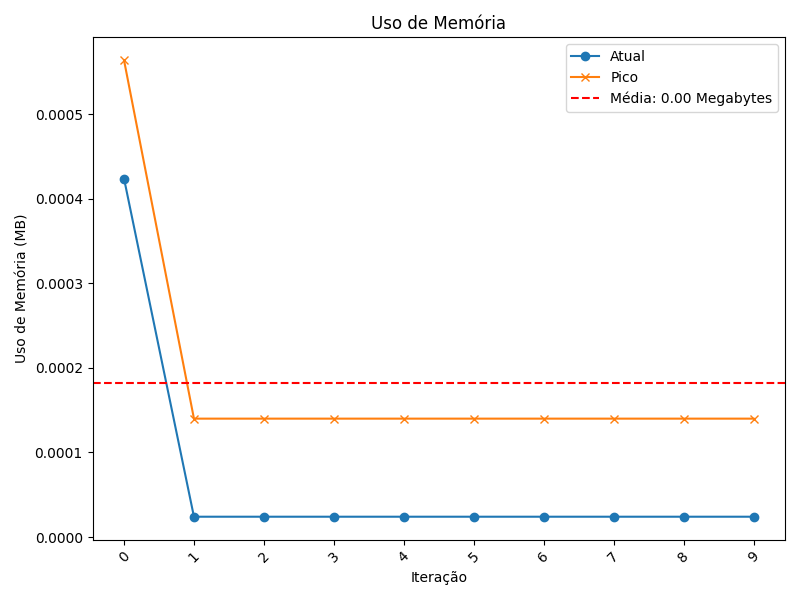 Uso de Memória
Atual
Pico
Média: 0.00 Megabytes
Uso de Memória (MB)
0.0005
0.0004
0.0003
0.0002
0.0001
0.0000
0 1 2 3 4 5 6 7 8 9
Iteração